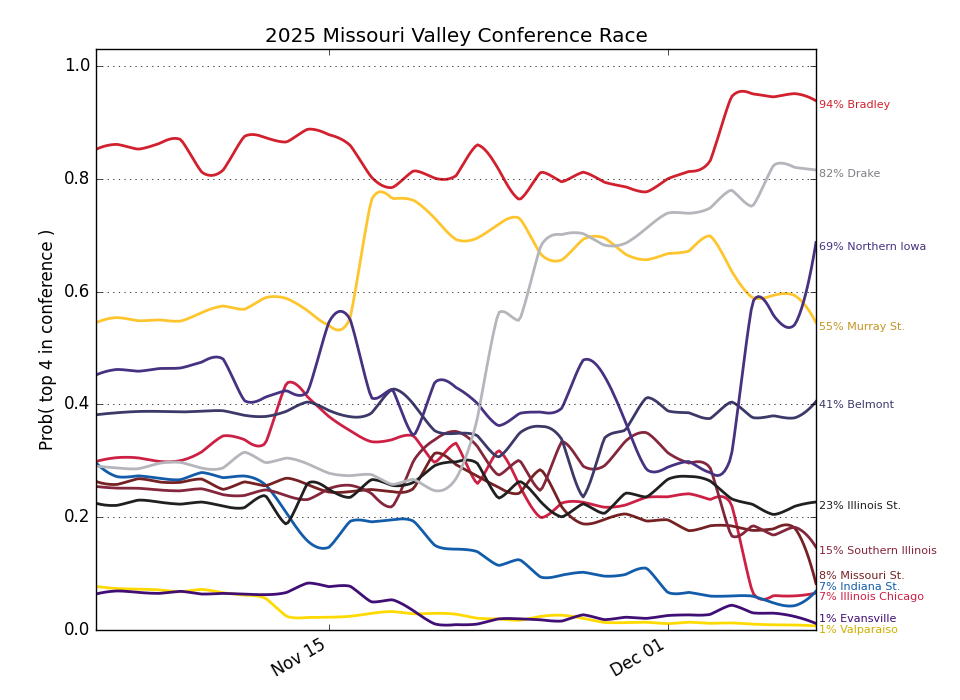 2025 Missouri Valley Conference Race
Prob( top 4 in conference )
1.0
0.8
0.6
0.4
0.2
0.0
Nov 15
Dec 01
94% Bradley
82% Drake
69% Northern Iowa
55% Murray St.
41% Belmont
23% Illinois St.
15% Southern Illinois
8% Missouri St.
7% Indiana St.
7% Illinois Chicago
1% Evansville
1% Valparaiso